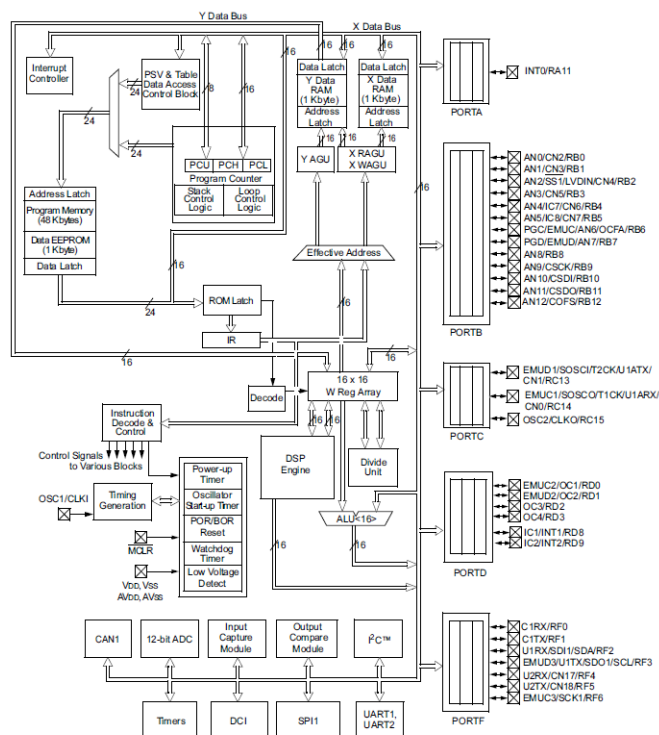 Y Data Bus
X Data Bus
16
16
16
16
16
Interrupt
Controller
PSV & Table
Data Access
Control Block
8
16
24
24
24
Data Latch
Y Data
RAM
(1 Kbyte)
Address
Latch
Data Latch
X Data
RAM
(1 Kbyte)
Address
Latch
16
16
16
Y AGU
X RAGU
X WAGU
PCU
PCH
PCL
Program Counter
Stack
Control
Logic
Loop
Control
Logic
Address Latch
Program Memory
(48 Kbytes)
Data EEPROM
(1 Kbyte)
Data Latch
16
Effective Address
16
16
24
ROM Latch
IR
16
16
Decode
16 x 16
W Reg Array
Instruction
Decode &
Control
Control Signals
to Various Blocks
16
16
DSP
Engine
Divide
Unit
Power-up
Timer
Oscillator
Start-up Timer
POR/BOR
Reset
Watchdog
Timer
Low Voltage
Detect
OSC1/CLKI
Timing
Generation
MCLR
VDD, VSS
AVDD, AVSS
ALU<16>
16
16
CAN1
12-bit ADC
Input
Capture
Module
Output
Compare
Module
I²C™
Timers
DCI
SPI1
UART1,
UART2
INT0/RA11
PORTA
AN0/CN2/RB0
AN1/CN3/RB1
AN2/SS1/LVDIN/CN4/RB2
AN3/CN5/RB3
AN4/IC7/CN6/RB4
AN5/IC8/CN7/RB5
PGC/EMUC/AN6/OCFA/RB6
PGD/EMUD/AN7/RB7
AN8/RB8
AN9/CSCK/RB9
AN10/CSDI/RB10
AN11/CSDO/RB11
AN12/COFS/RB12
PORTB
EMUD1/SOSCI/T2CK/U1ATX/
CN1/RC13
EMUC1/SOSCO/T1CK/U1ARX/
CN0/RC14
OSC2/CLKO/RC15
PORTC
EMUC2/OC1/RD0
EMUD2/OC2/RD1
OC3/RD2
OC4/RD3
IC1/INT1/RD8
IC2/INT2/RD9
PORTD
C1RX/RF0
C1TX/RF1
U1RX/SDI1/SDA/RF2
EMUD3/U1TX/SDO1/SCL/RF3
U2RX/CN17/RF4
U2TX/CN18/RF5
EMUC3/SCK1/RF6
PORTF